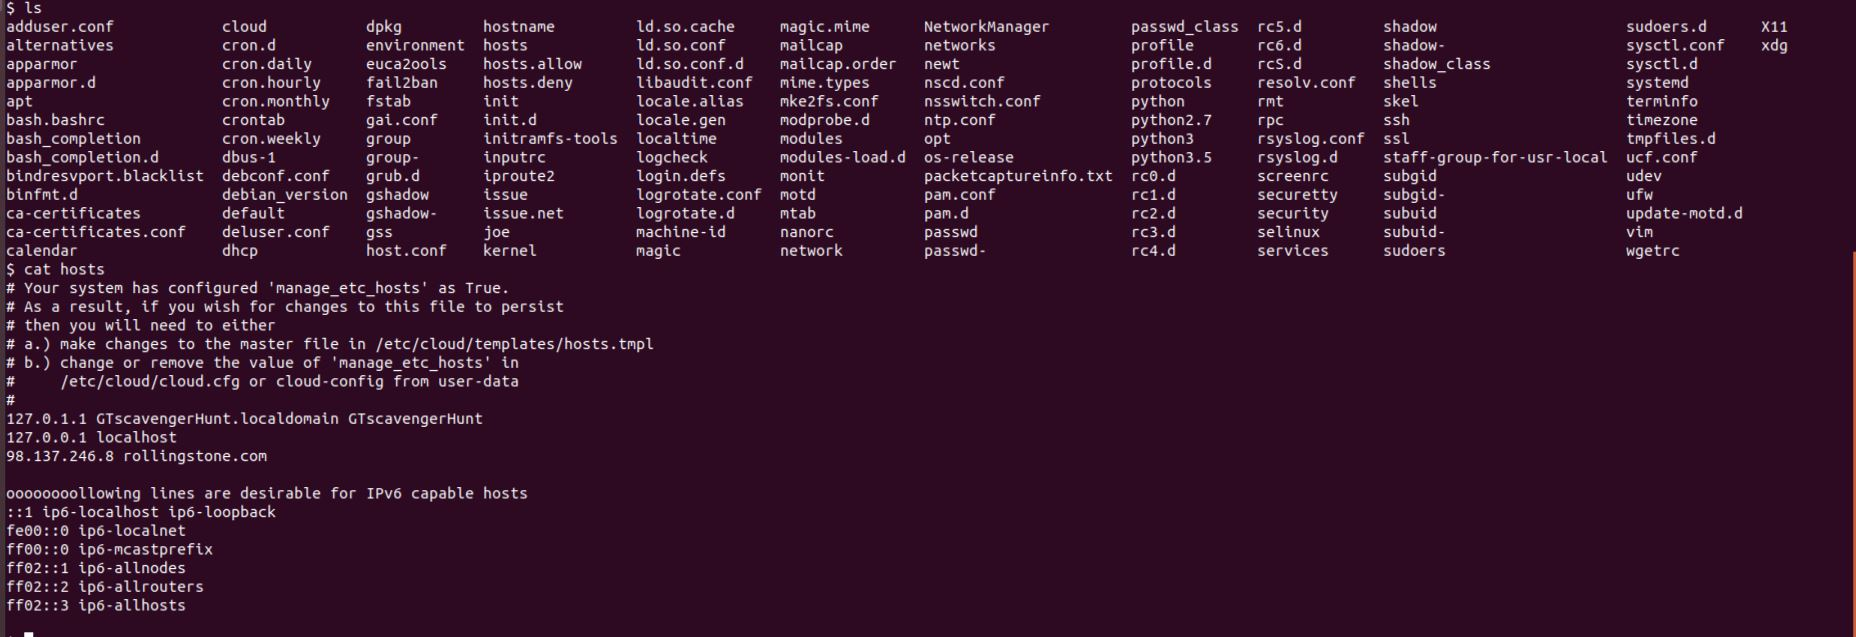 $ ls
adduser.conf cloud dpkg hostname ld.so.cache magic.mime NetworkManager passwd_class rc5.d shadow sudoers.d X11
alternatives cron.d environment hosts ld.so.conf mailcap networks profile rc6.d shadow- sysctl.conf xdg
apparmor cron.daily euca2ools hosts.allow ld.so.conf.d mailcap.order newt profile.d rcS.d shadow_class sysctl.d
apparmor.d cron.hourly fail2ban hosts.deny libaudit.conf mime.types nscd.conf protocols resolv.conf shells systemd
apt cron.monthly fstab init locale.alias mke2fs.conf nsswitch.conf python rmt skel terminfo
bash.bashrc crontab gai.conf init.d locale.gen modprobe.d ntp.conf python2.7 rpc ssh timezone
bash_completion cron.weekly group initramfs-tools localtime modules opt python3 rsyslog.conf ssl tmpfiles.d
bash_completion.d dbus-1 group- inputrc logcheck modules-load.d os-release python3.5 rsyslog.d staff-group-for-usr-local ucf.conf
bindresvport.blacklist debconf.conf grub.d iproute2 login.defs monit packetcaptureinfo.txt rc0.d screenrc subgid udev
binfmt.d debian_version gshadow issue logrotate.conf motd pam.conf rc1.d securetty subgid- ufw
ca-certificates default gshadow- issue.net logrotate.d mtab pam.d rc2.d security subuid update-motd.d
ca-certificates.conf deluser.conf gss joe machine-id nanorc passwd rc3.d selinux subuid- vim
calendar dhcp host.conf kernel magic network passwd- rc4.d services sudoers wgetrc
$ cat hosts
# Your system has configured 'manage_etc_hosts' as True.
# As a result, if you wish for changes to this file to persist
# then you will need to either
# a.) make changes to the master file in /etc/cloud/templates/hosts.tmpl
# b.) change or remove the value of 'manage_etc_hosts' in
#     /etc/cloud/cloud.cfg or cloud-config from user-data
#
127.0.1.1 GTscavengerHunt.localdomain GTscavengerHunt
127.0.0.1 localhost
98.137.246.8 rollingstone.com
oooooooollowing lines are desirable for IPv6 capable hosts
::1 ip6-localhost ip6-loopback
fe00::0 ip6-localnet
ff00::0 ip6-mcastprefix
ff02::1 ip6-allnodes
ff02::2 ip6-allrouters
ff02::3 ip6-allhosts